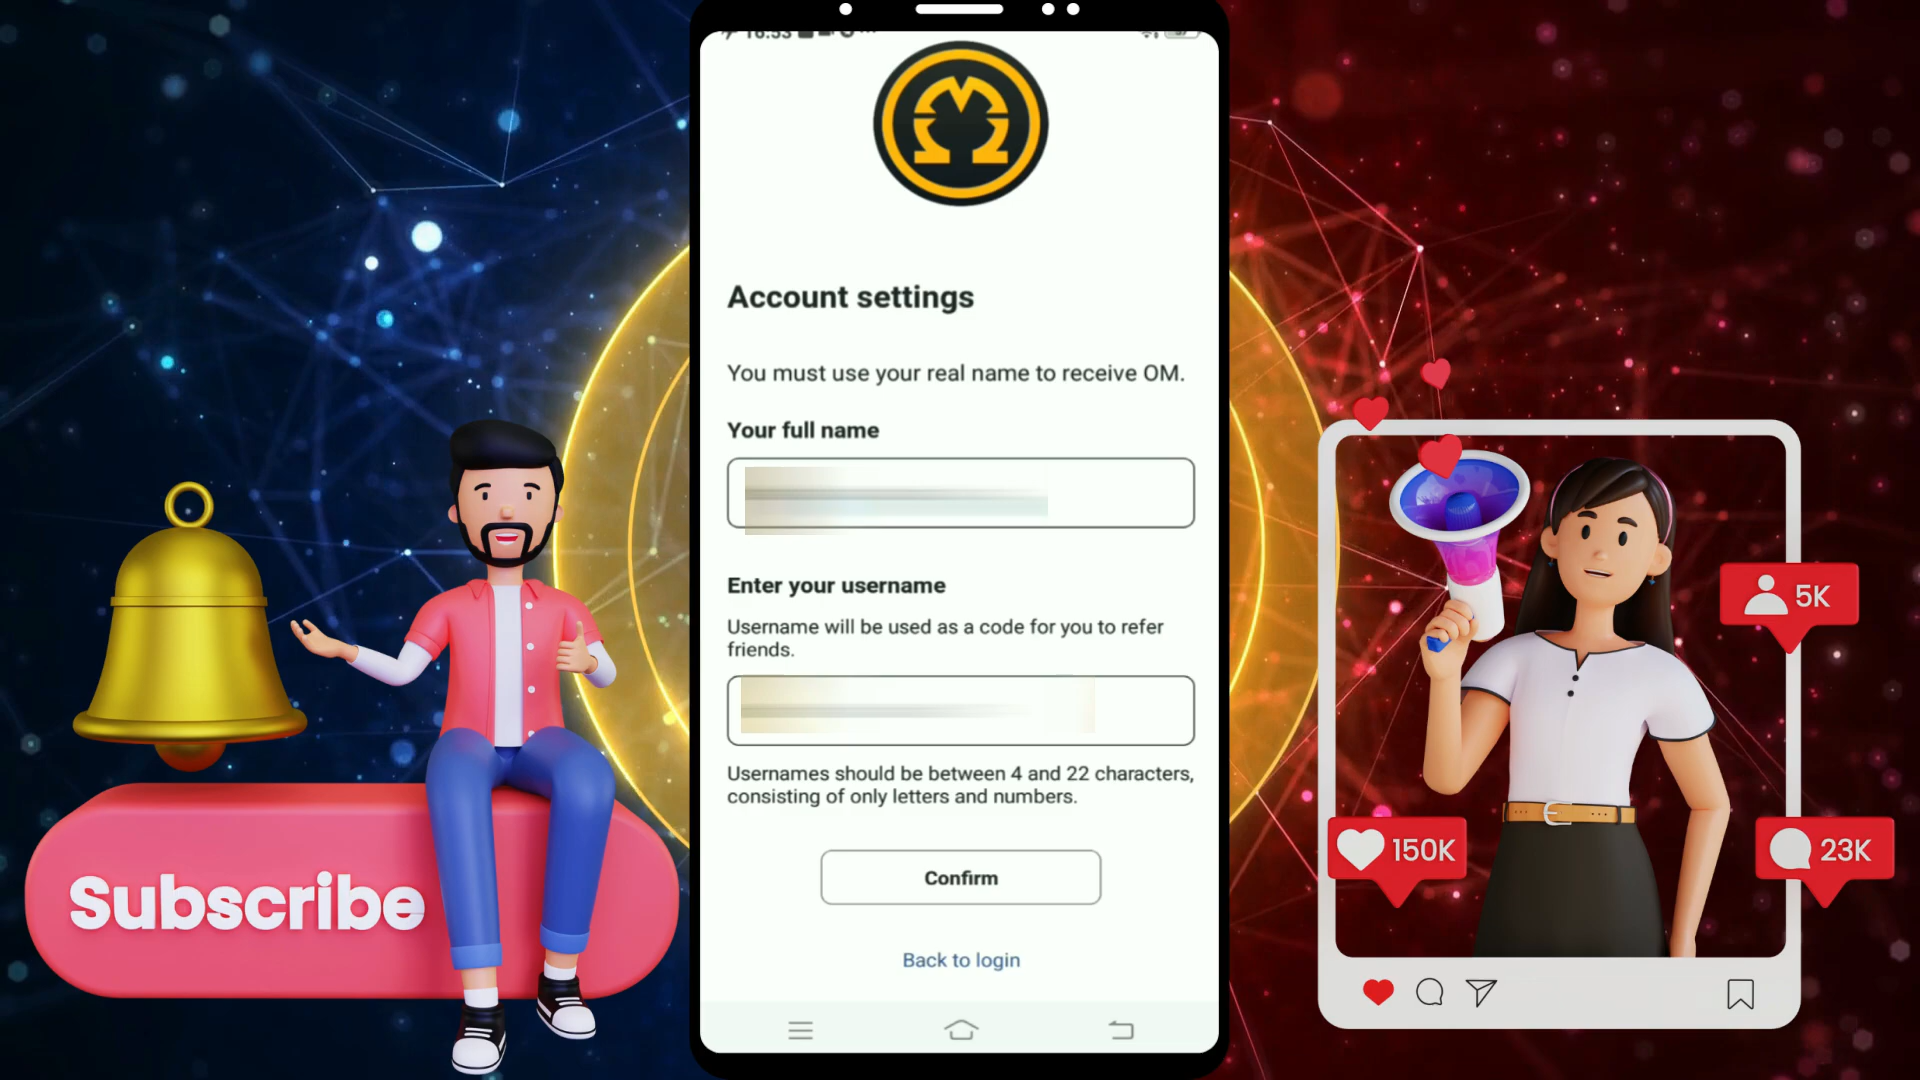 16:53
Account settings
You must use your real name to receive OM.
Your full name
Enter your username
Username will be used as a code for you to refer
friends.
Usernames should be between 4 and 22 characters,
consisting of only letters and numbers.
Confirm
Back to login
Subscribe
5K
150K
23K